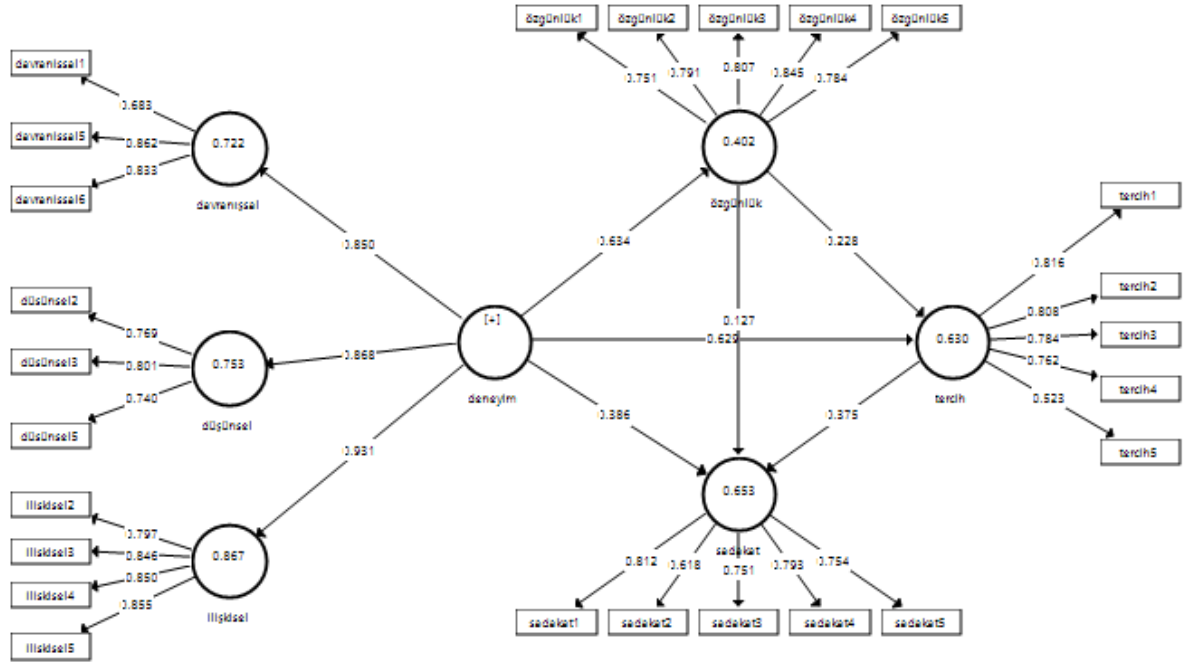 özgünlük1 özgünlük2 özgünlük3 özgünlük4 özgünlük5
0.751 0.791 0.807 0.845 0.784
davranissal1
davranissal5
davranissal6
0.683
0.862
0.833
0.722
davranışsal
0.402
özgünlük
0.850
0.634
0.228
düsünsel2
düsünsel3
düsünsel5
0.769
0.801
0.740
0.753
düşünsel
0.868
[+]
deneyim
0.127
0.629
0.630
tercih
tercih1
tercih2
tercih3
tercih4
tercih5
0.816
0.808
0.784
0.762
0.523
0.931
0.386
0.375
iliskisel2
iliskisel3
iliskisel4
iliskisel5
0.797
0.846
0.850
0.855
0.867
ilişkisel
0.653
sadakat
0.812 0.618 0.751 0.793 0.754
sadakat1 sadakat2 sadakat3 sadakat4 sadakat5